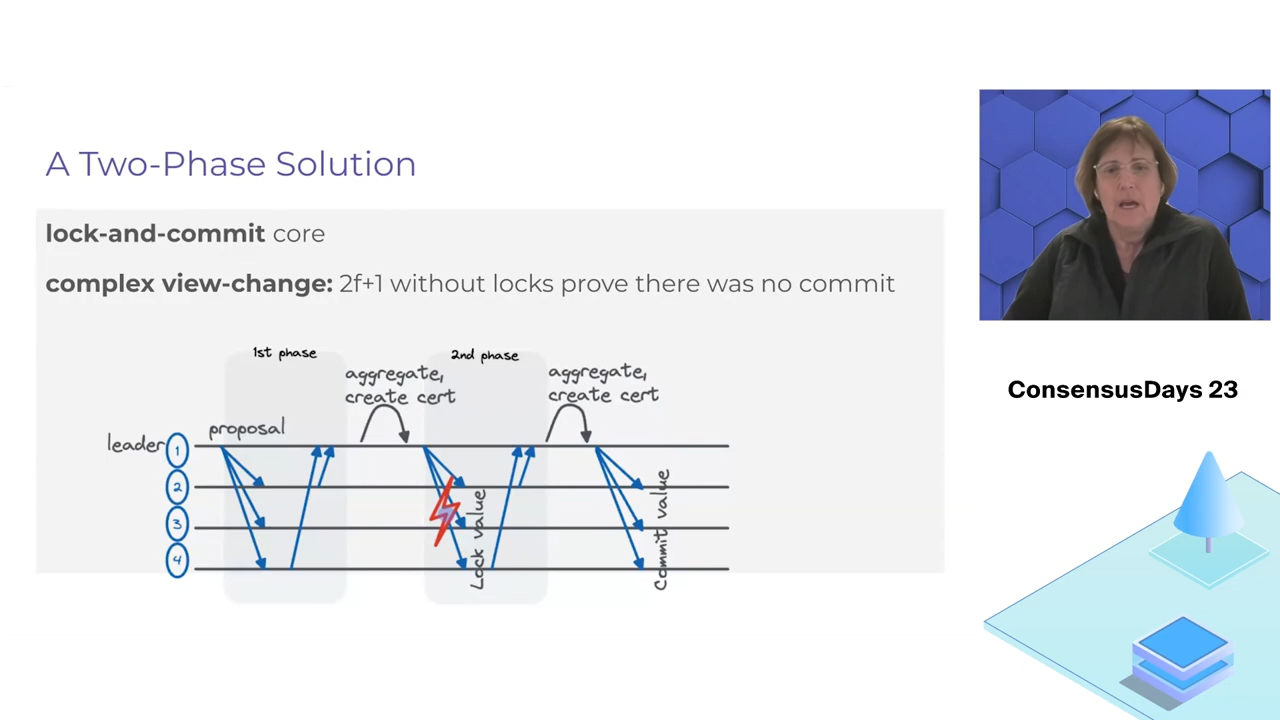 A Two-Phase Solution
lock-and-commit core
complex view-change: 2f+1 without locks prove there was no commit
1st phase
2nd phase
aggregate,
create cert
aggregate,
create cert
proposal
leader
1
2
3
4
Lock value
Commit value
ConsensusDays 23